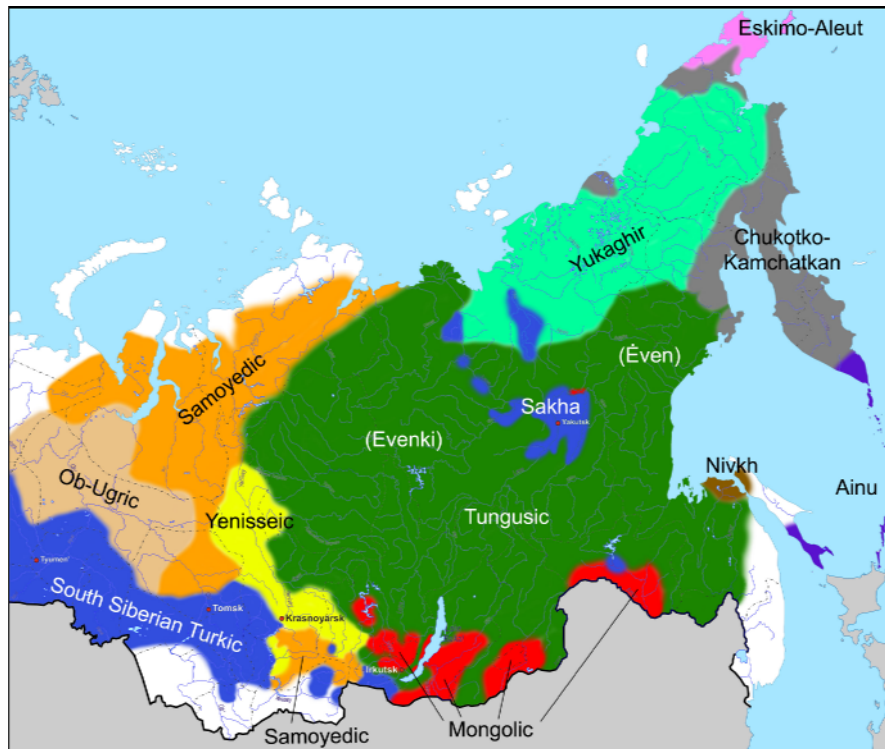 Eskimo-Aleut
Yukaghir
Chukotko-
Kamchatkan
Samoyedic
(Ėven)
Sakha
Yakutsk
(Evenki)
Ob-Ugric
Nivkh
Ainu
Yenisseic
Tungusic
Tyumen'
South Siberian Turkic
Tomsk
Krasnoyarsk
Irkutsk
Samoyedic
Mongolic